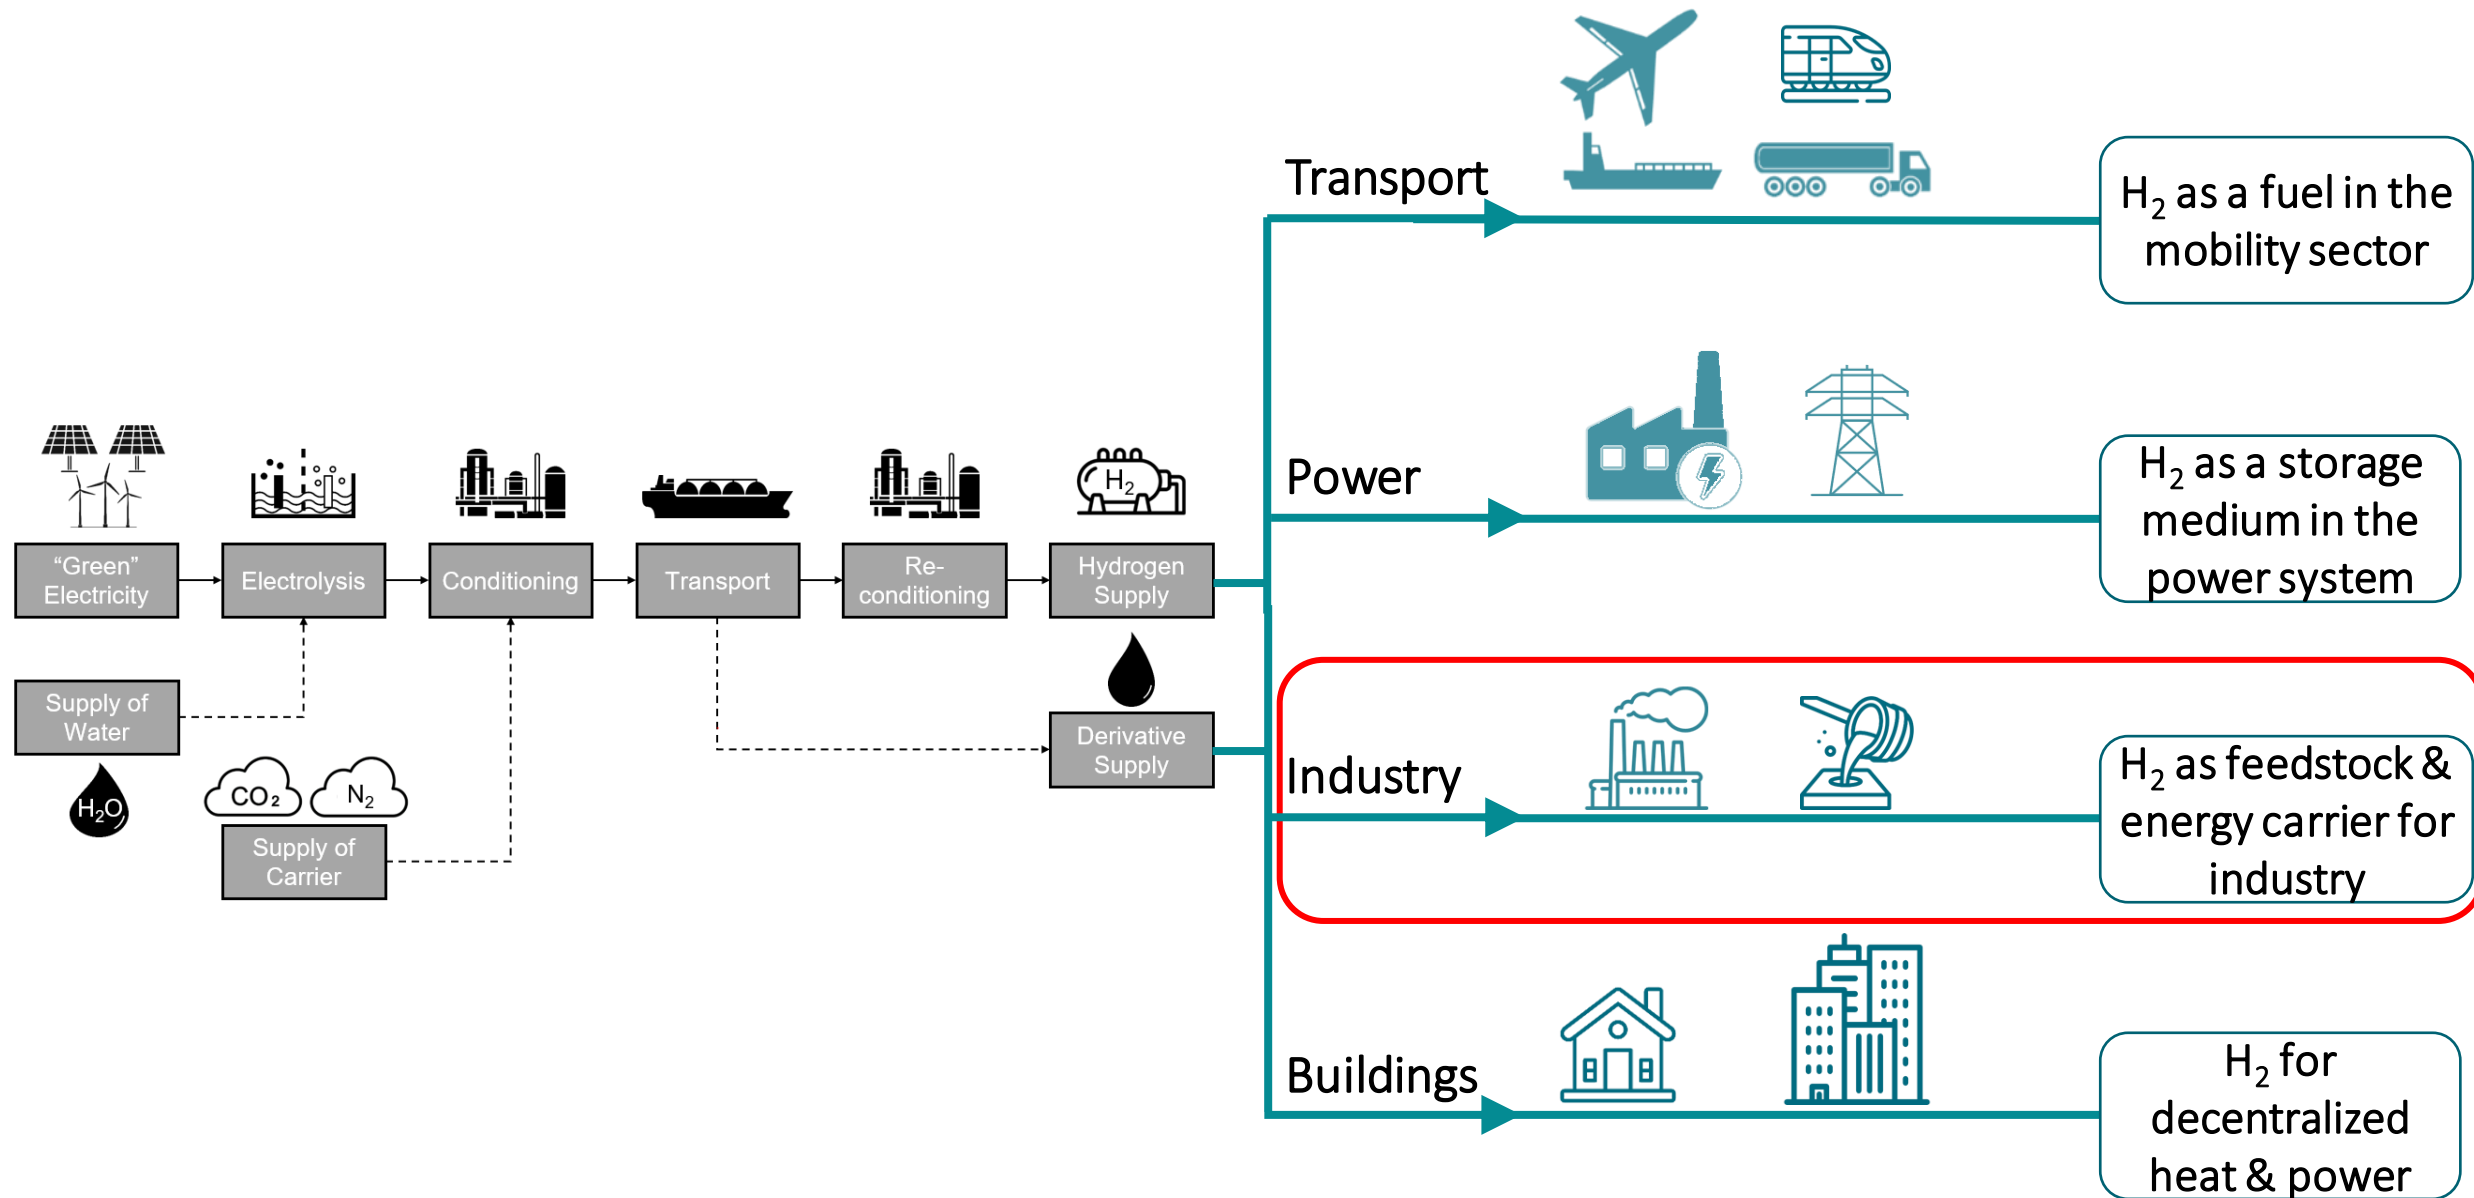 “Green”
Electricity
Electrolysis
Conditioning
Transport
Re-
conditioning
H₂
Hydrogen
Supply
Supply of
Water
H₂O
CO₂
N₂
Supply of
Carrier
Derivative
Supply
Transport
H₂ as a fuel in the
mobility sector
Power
H₂ as a storage
medium in the
power system
Industry
H₂ as feedstock &
energy carrier for
industry
Buildings
H₂ for
decentralized
heat & power